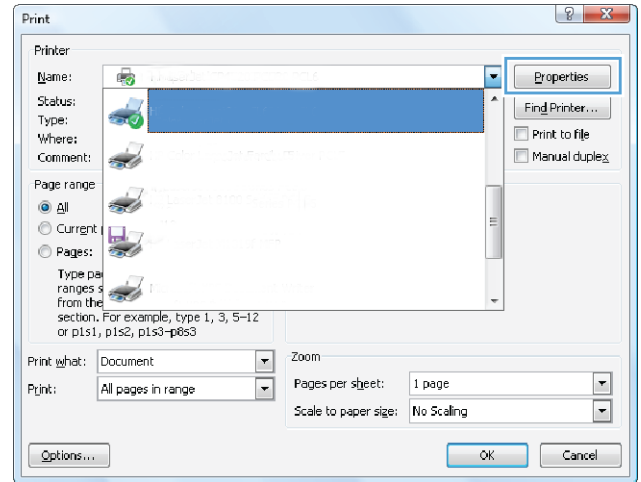 Print
Printer
Name:
Properties
Status:
Find Printer...
Type:
Where:
Print to file
Comment:
Manual duplex
Page range
All
Current
Pages:
Type
ranges
from the
section. For example, type 1, 3, 5–12
or p1s1, p1s2, p1s3–p8s3
Print what: Document
Zoom
Print: All pages in range
Pages per sheet: 1 page
Scale to paper size: No Scaling
Options...
OK
Cancel